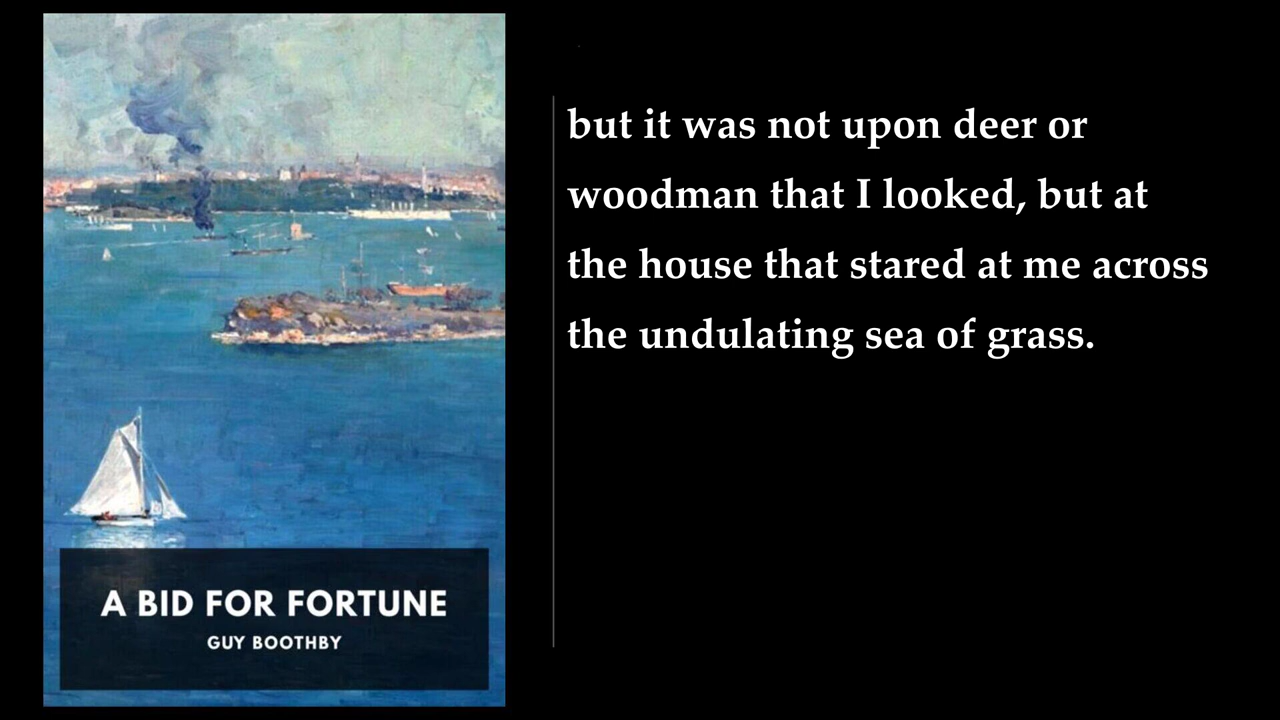 but it was not upon deer or
woodman that I looked, but at
the house that stared at me across
the undulating sea of grass.
A BID FOR FORTUNE
GUY BOOTHBY